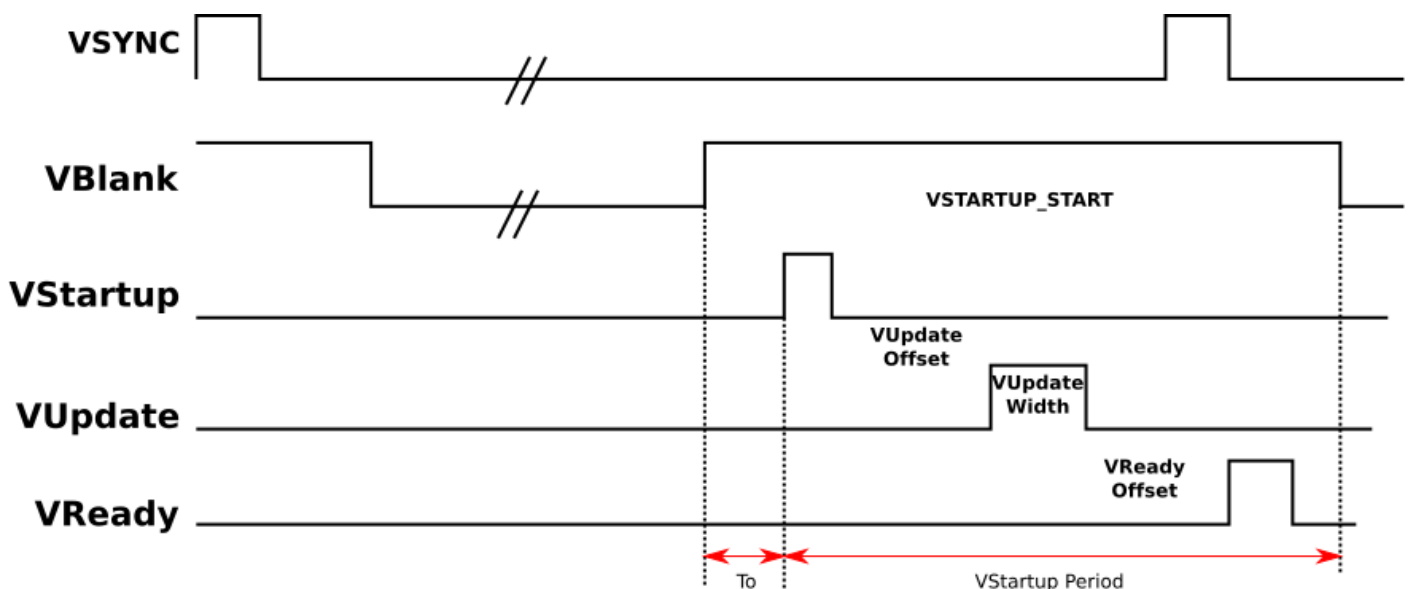 VSYNC
VBlank
VSTARTUP_START
VStartup
VUpdate
Offset
VUpdate
Width
VUpdate
VReady
Offset
VReady
To
VStartup Period